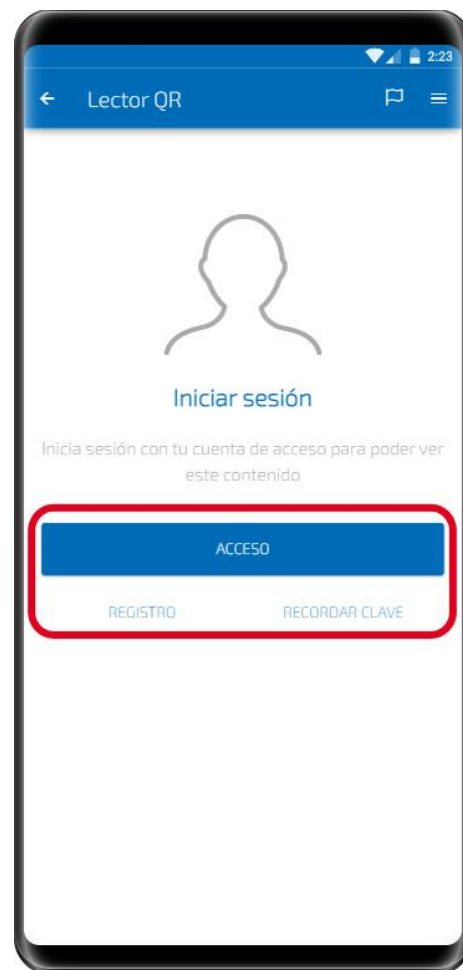 2:23
Lector QR
Iniciar sesión
Inicia sesión con tu cuenta de acceso para poder ver
este contenido
ACCESO
REGISTRO RECORDAR CLAVE